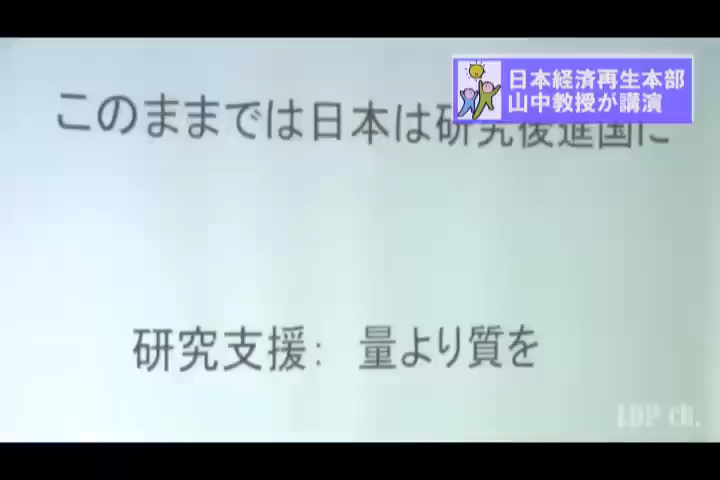 日本経済再生本部
山中教授が講演
このままでは日本は研究後進国に
研究支援： 量より質を
LDP ch.